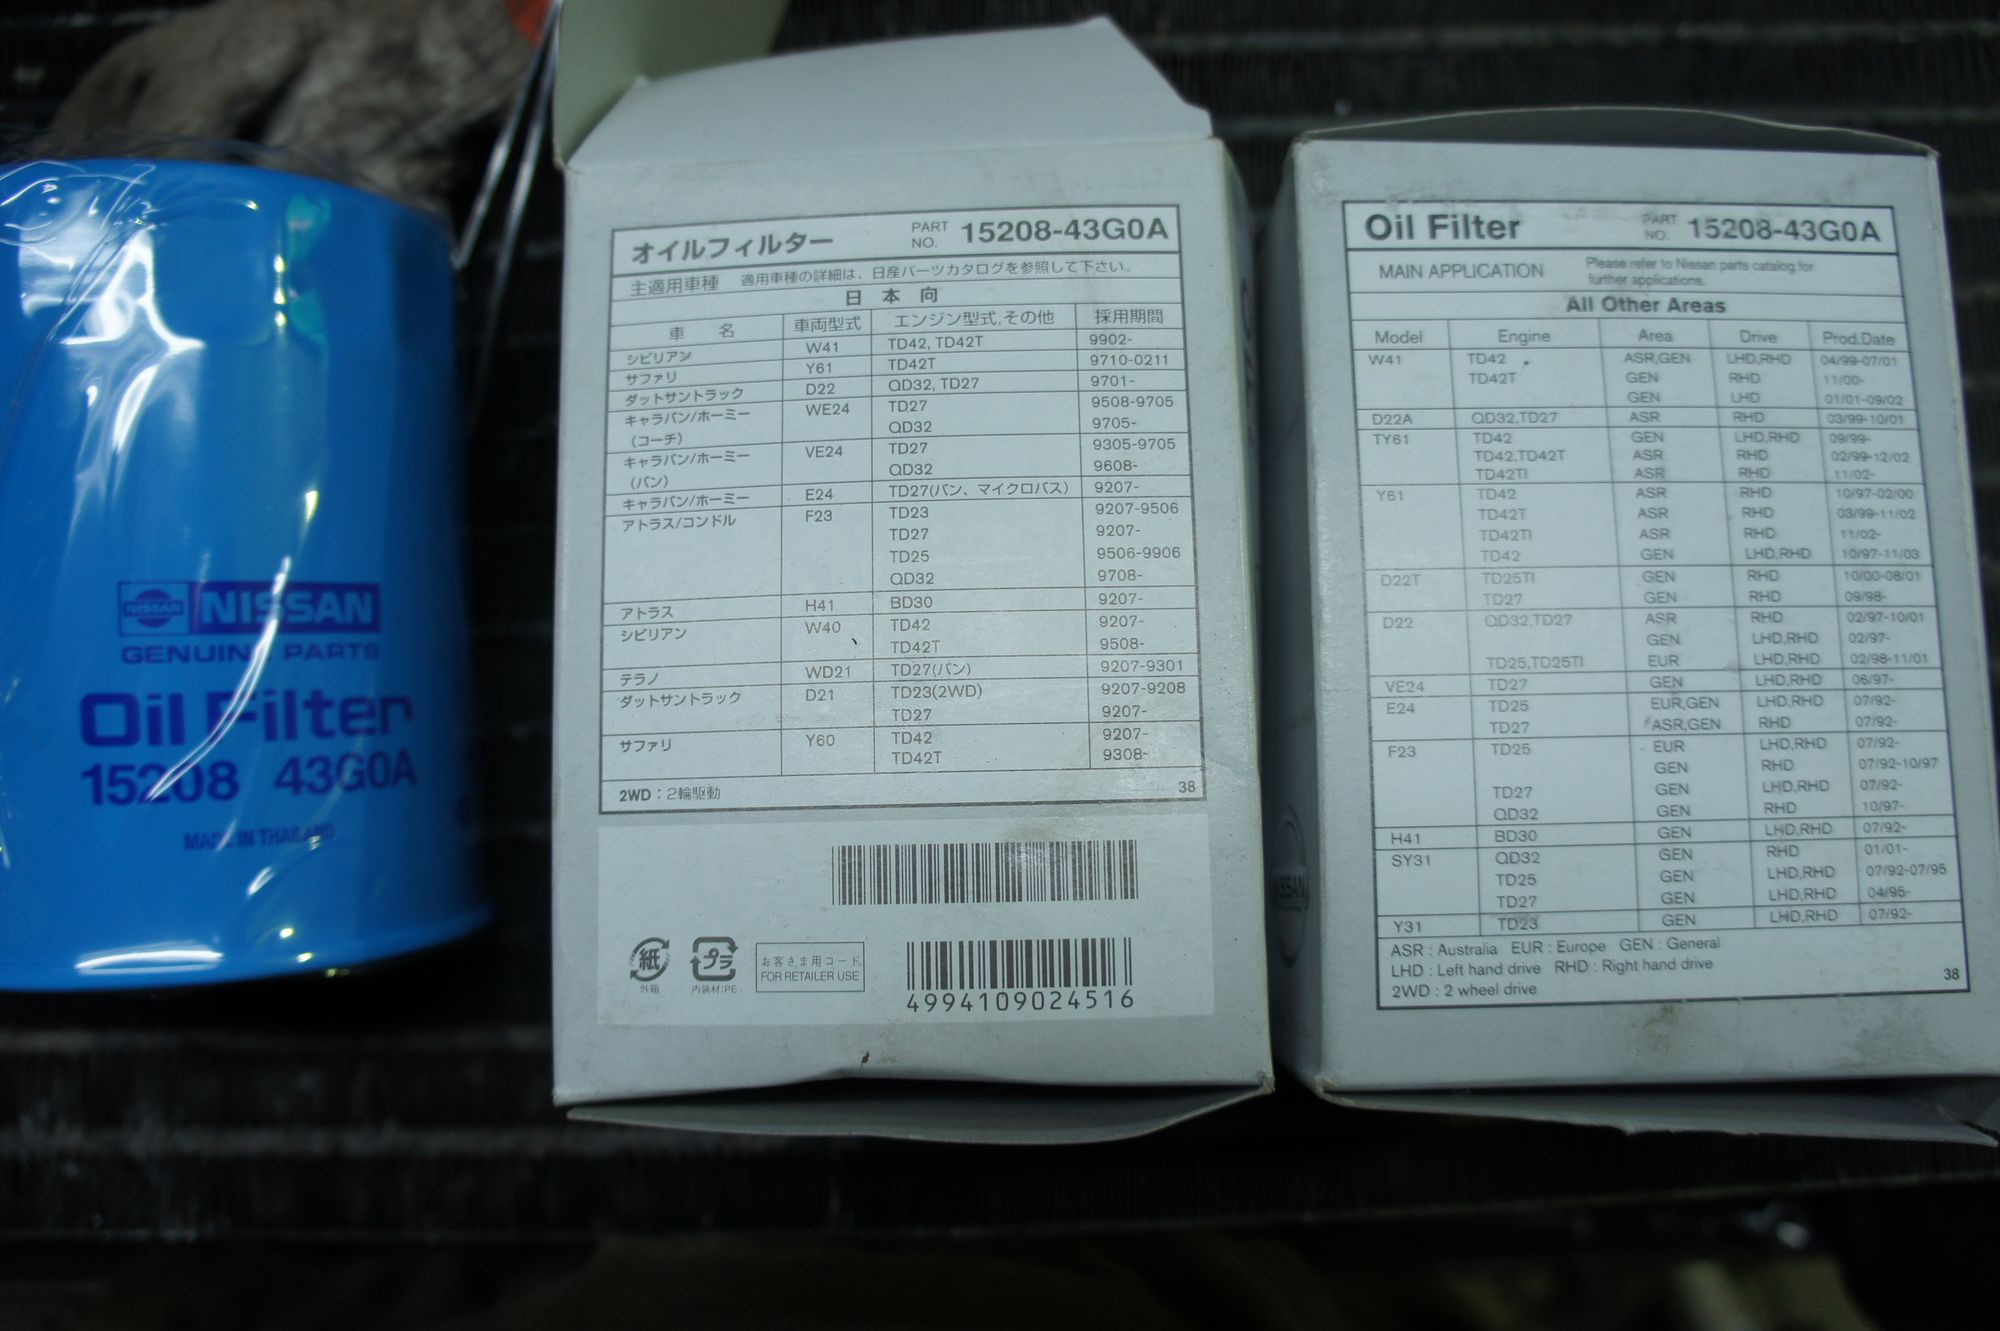 NISSAN NISSAN
GENUINE PARTS
Oil Filter
15208 43G0A
MADE IN THAILAND
オイルフィルター PART NO. 15208-43G0A
主適用車種 適用車種の詳細は、日産パーツカタログを参照して下さい。
日 本 向
車 名 車両型式 エンジン型式,その他 採用期間
シビリアン W41 TD42, TD42T 9902-
サファリ Y61 TD42T 9710-0211
ダットサントラック D22 QD32, TD27 9701-
キャラバン/ホーミー WE24 TD27 9508-9705
(コーチ) QD32 9705-
キャラバン/ホーミー VE24 TD27 9305-9705
(バン) QD32 9608-
キャラバン/ホーミー E24 TD27(バン、マイクロバス) 9207-
アトラス/コンドル F23 TD23 9207-9506
TD27 9207-
TD25 9506-9906
QD32 9708-
アトラス H41 BD30 9207-
シビリアン W40 TD42 9207-
TD42T 9508-
テラノ WD21 TD27(バン) 9207-9301
ダットサントラック D21 TD23(2WD) 9207-9208
TD27 9207-
サファリ Y60 TD42 9207-
TD42T 9308-
2WD : 2輪駆動 38
紙 プラ お客さま用コード
外箱 内装材:PE FOR RETAILER USE
4994109024516
NISSAN
Oil Filter PART NO. 15208-43G0A
MAIN APPLICATION Please refer to Nissan parts catalog for
further applications.
All Other Areas
Model Engine Area Drive Prod.Date
W41 TD42 ASR,GEN LHD,RHD 04/99-07/01
TD42T GEN RHD 11/00-
GEN LHD 01/01-09/02
D22A QD32,TD27 ASR RHD 03/99-10/01
TY61 TD42 GEN LHD,RHD 09/99-
TD42,TD42T ASR RHD 02/99-12/02
TD42TI ASR RHD 11/02-
Y61 TD42 ASR RHD 10/97-02/00
TD42T ASR RHD 03/99-11/02
TD42TI ASR RHD 11/02-
TD42 GEN LHD,RHD 10/97-11/03
D22T TD25TI GEN RHD 10/00-08/01
TD27 GEN RHD 09/98-
D22 QD32,TD27 ASR RHD 02/97-10/01
GEN LHD,RHD 02/97-
TD25,TD25TI EUR LHD,RHD 02/98-11/01
VE24 TD27 GEN LHD,RHD 06/97-
E24 TD25 EUR,GEN LHD,RHD 07/92-
TD27 ASR,GEN RHD 07/92-
F23 TD25 EUR LHD,RHD 07/92-
GEN RHD 07/92-10/97
TD27 GEN LHD,RHD 07/92-
QD32 GEN RHD 10/97-
H41 BD30 GEN LHD,RHD 07/92-
SY31 QD32 GEN RHD 01/01-
TD25 GEN LHD,RHD 07/92-07/95
TD27 GEN LHD,RHD 04/95-
Y31 TD23 GEN LHD,RHD 07/92-
ASR : Australia EUR : Europe GEN : General
LHD : Left hand drive RHD : Right hand drive
2WD : 2 wheel drive 38